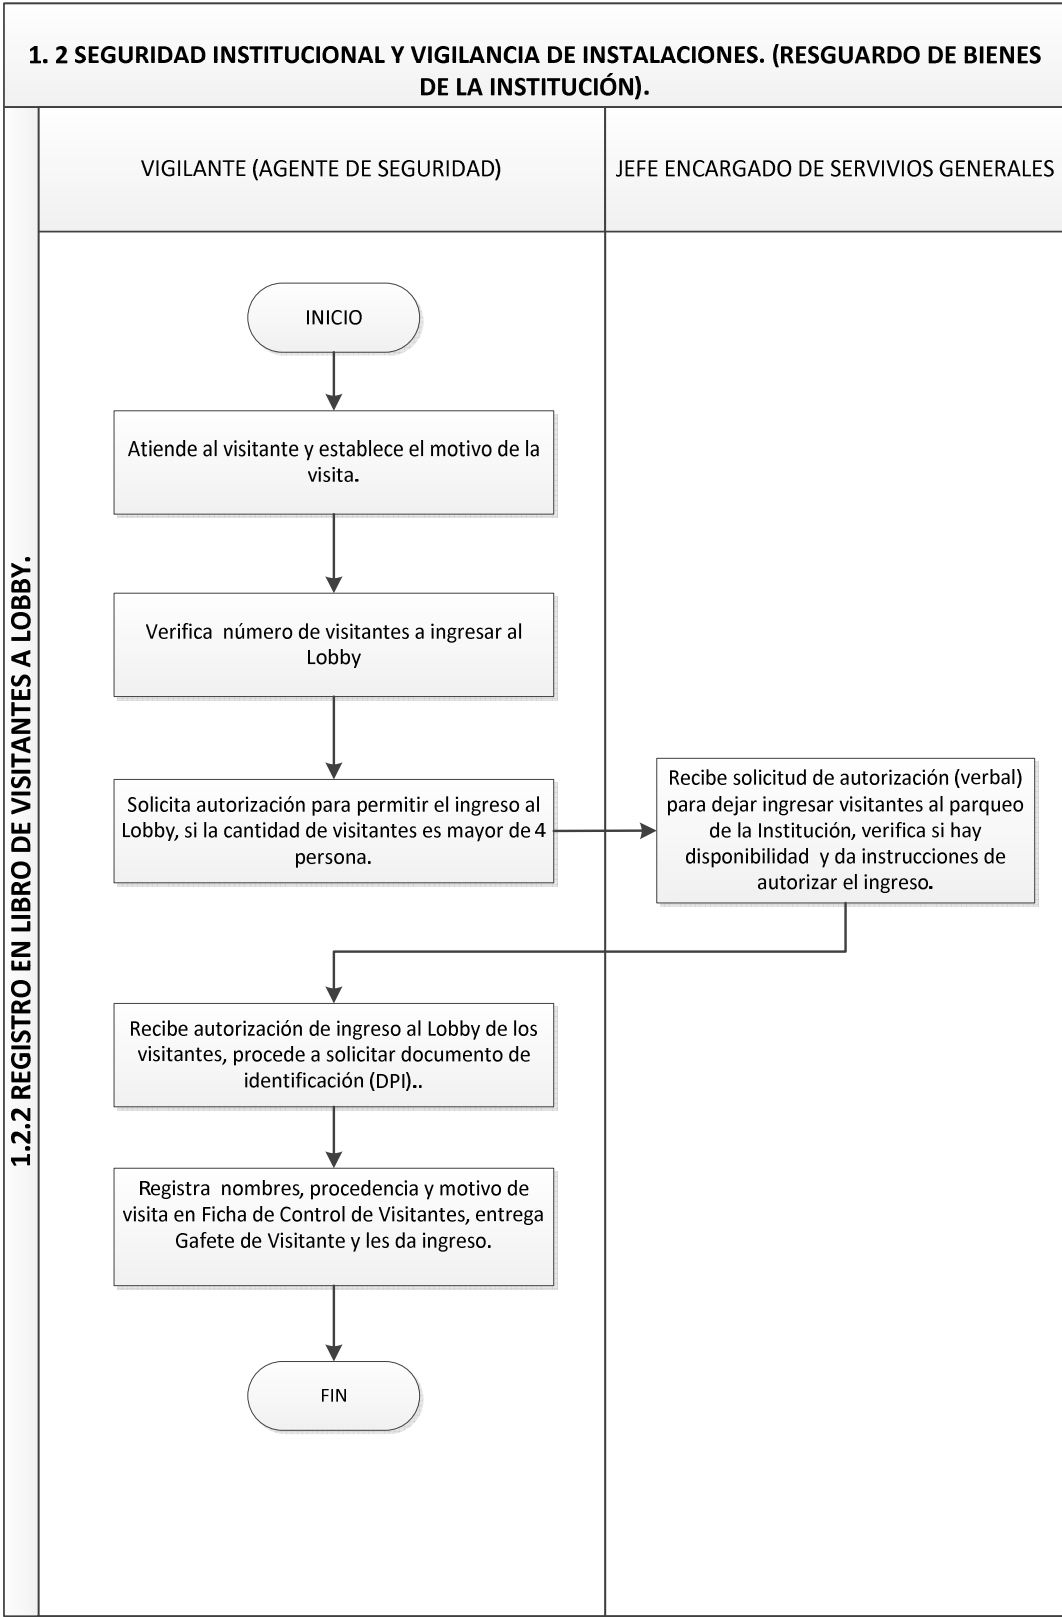 1. 2 SEGURIDAD INSTITUCIONAL Y VIGILANCIA DE INSTALACIONES. (RESGUARDO DE BIENES
DE LA INSTITUCIÓN).
1.2.2 REGISTRO EN LIBRO DE VISITANTES A LOBBY.
VIGILANTE (AGENTE DE SEGURIDAD)
JEFE ENCARGADO DE SERVIVIOS GENERALES
INICIO
Atiende al visitante y establece el motivo de la
visita.
Verifica número de visitantes a ingresar al
Lobby
Solicita autorización para permitir el ingreso al
Lobby, si la cantidad de visitantes es mayor de 4
persona.
Recibe solicitud de autorización (verbal)
para dejar ingresar visitantes al parqueo
de la Institución, verifica si hay
disponibilidad y da instrucciones de
autorizar el ingreso.
Recibe autorización de ingreso al Lobby de los
visitantes, procede a solicitar documento de
identificación (DPI)..
Registra nombres, procedencia y motivo de
visita en Ficha de Control de Visitantes, entrega
Gafete de Visitante y les da ingreso.
FIN